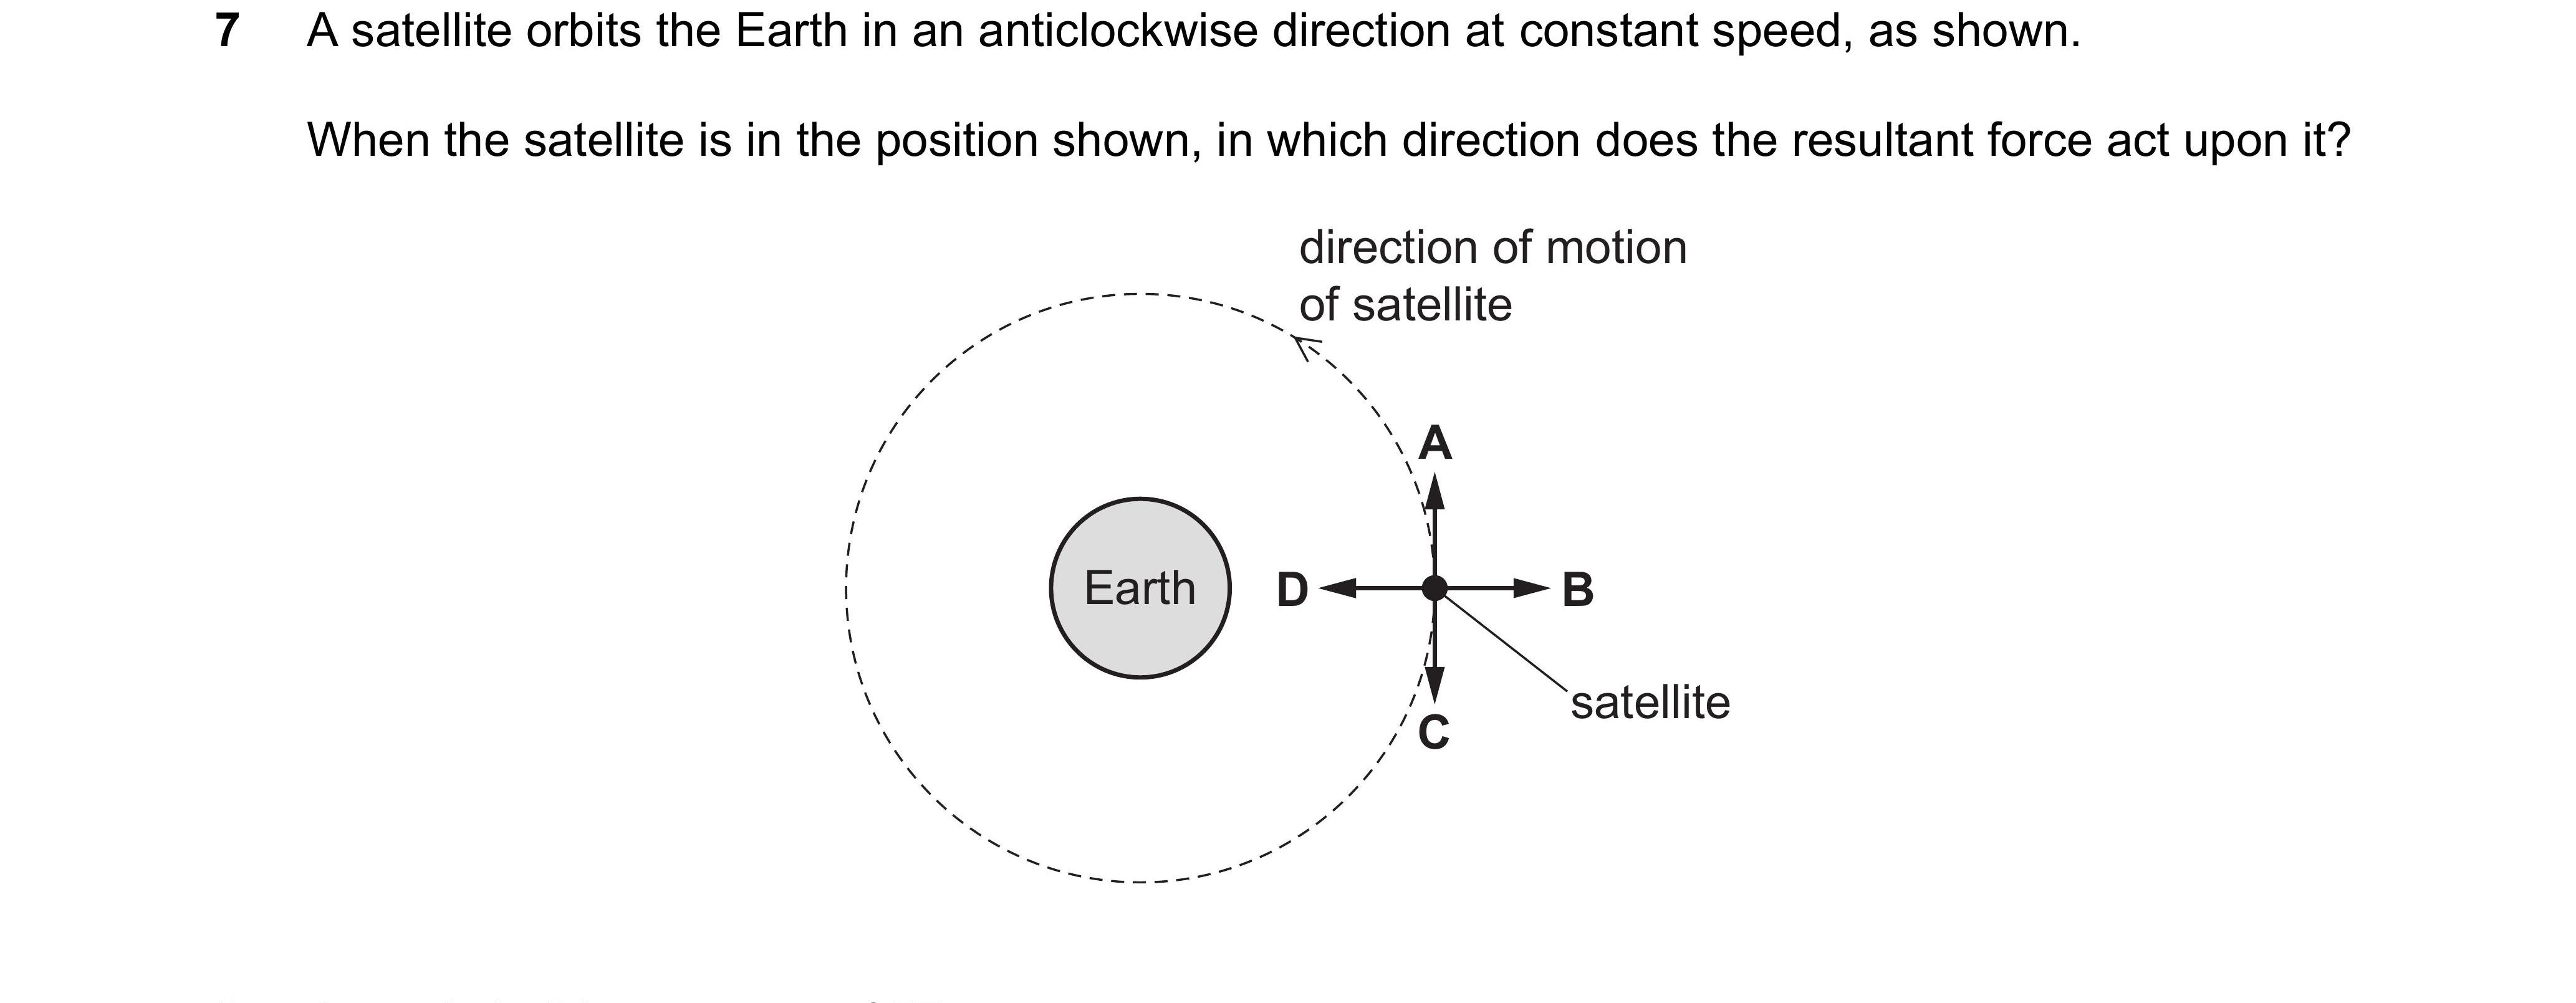 7 A satellite orbits the Earth in an anticlockwise direction at constant speed, as shown.
When the satellite is in the position shown, in which direction does the resultant force act upon it?
direction of motion
of satellite
A
Earth
D
B
satellite
C